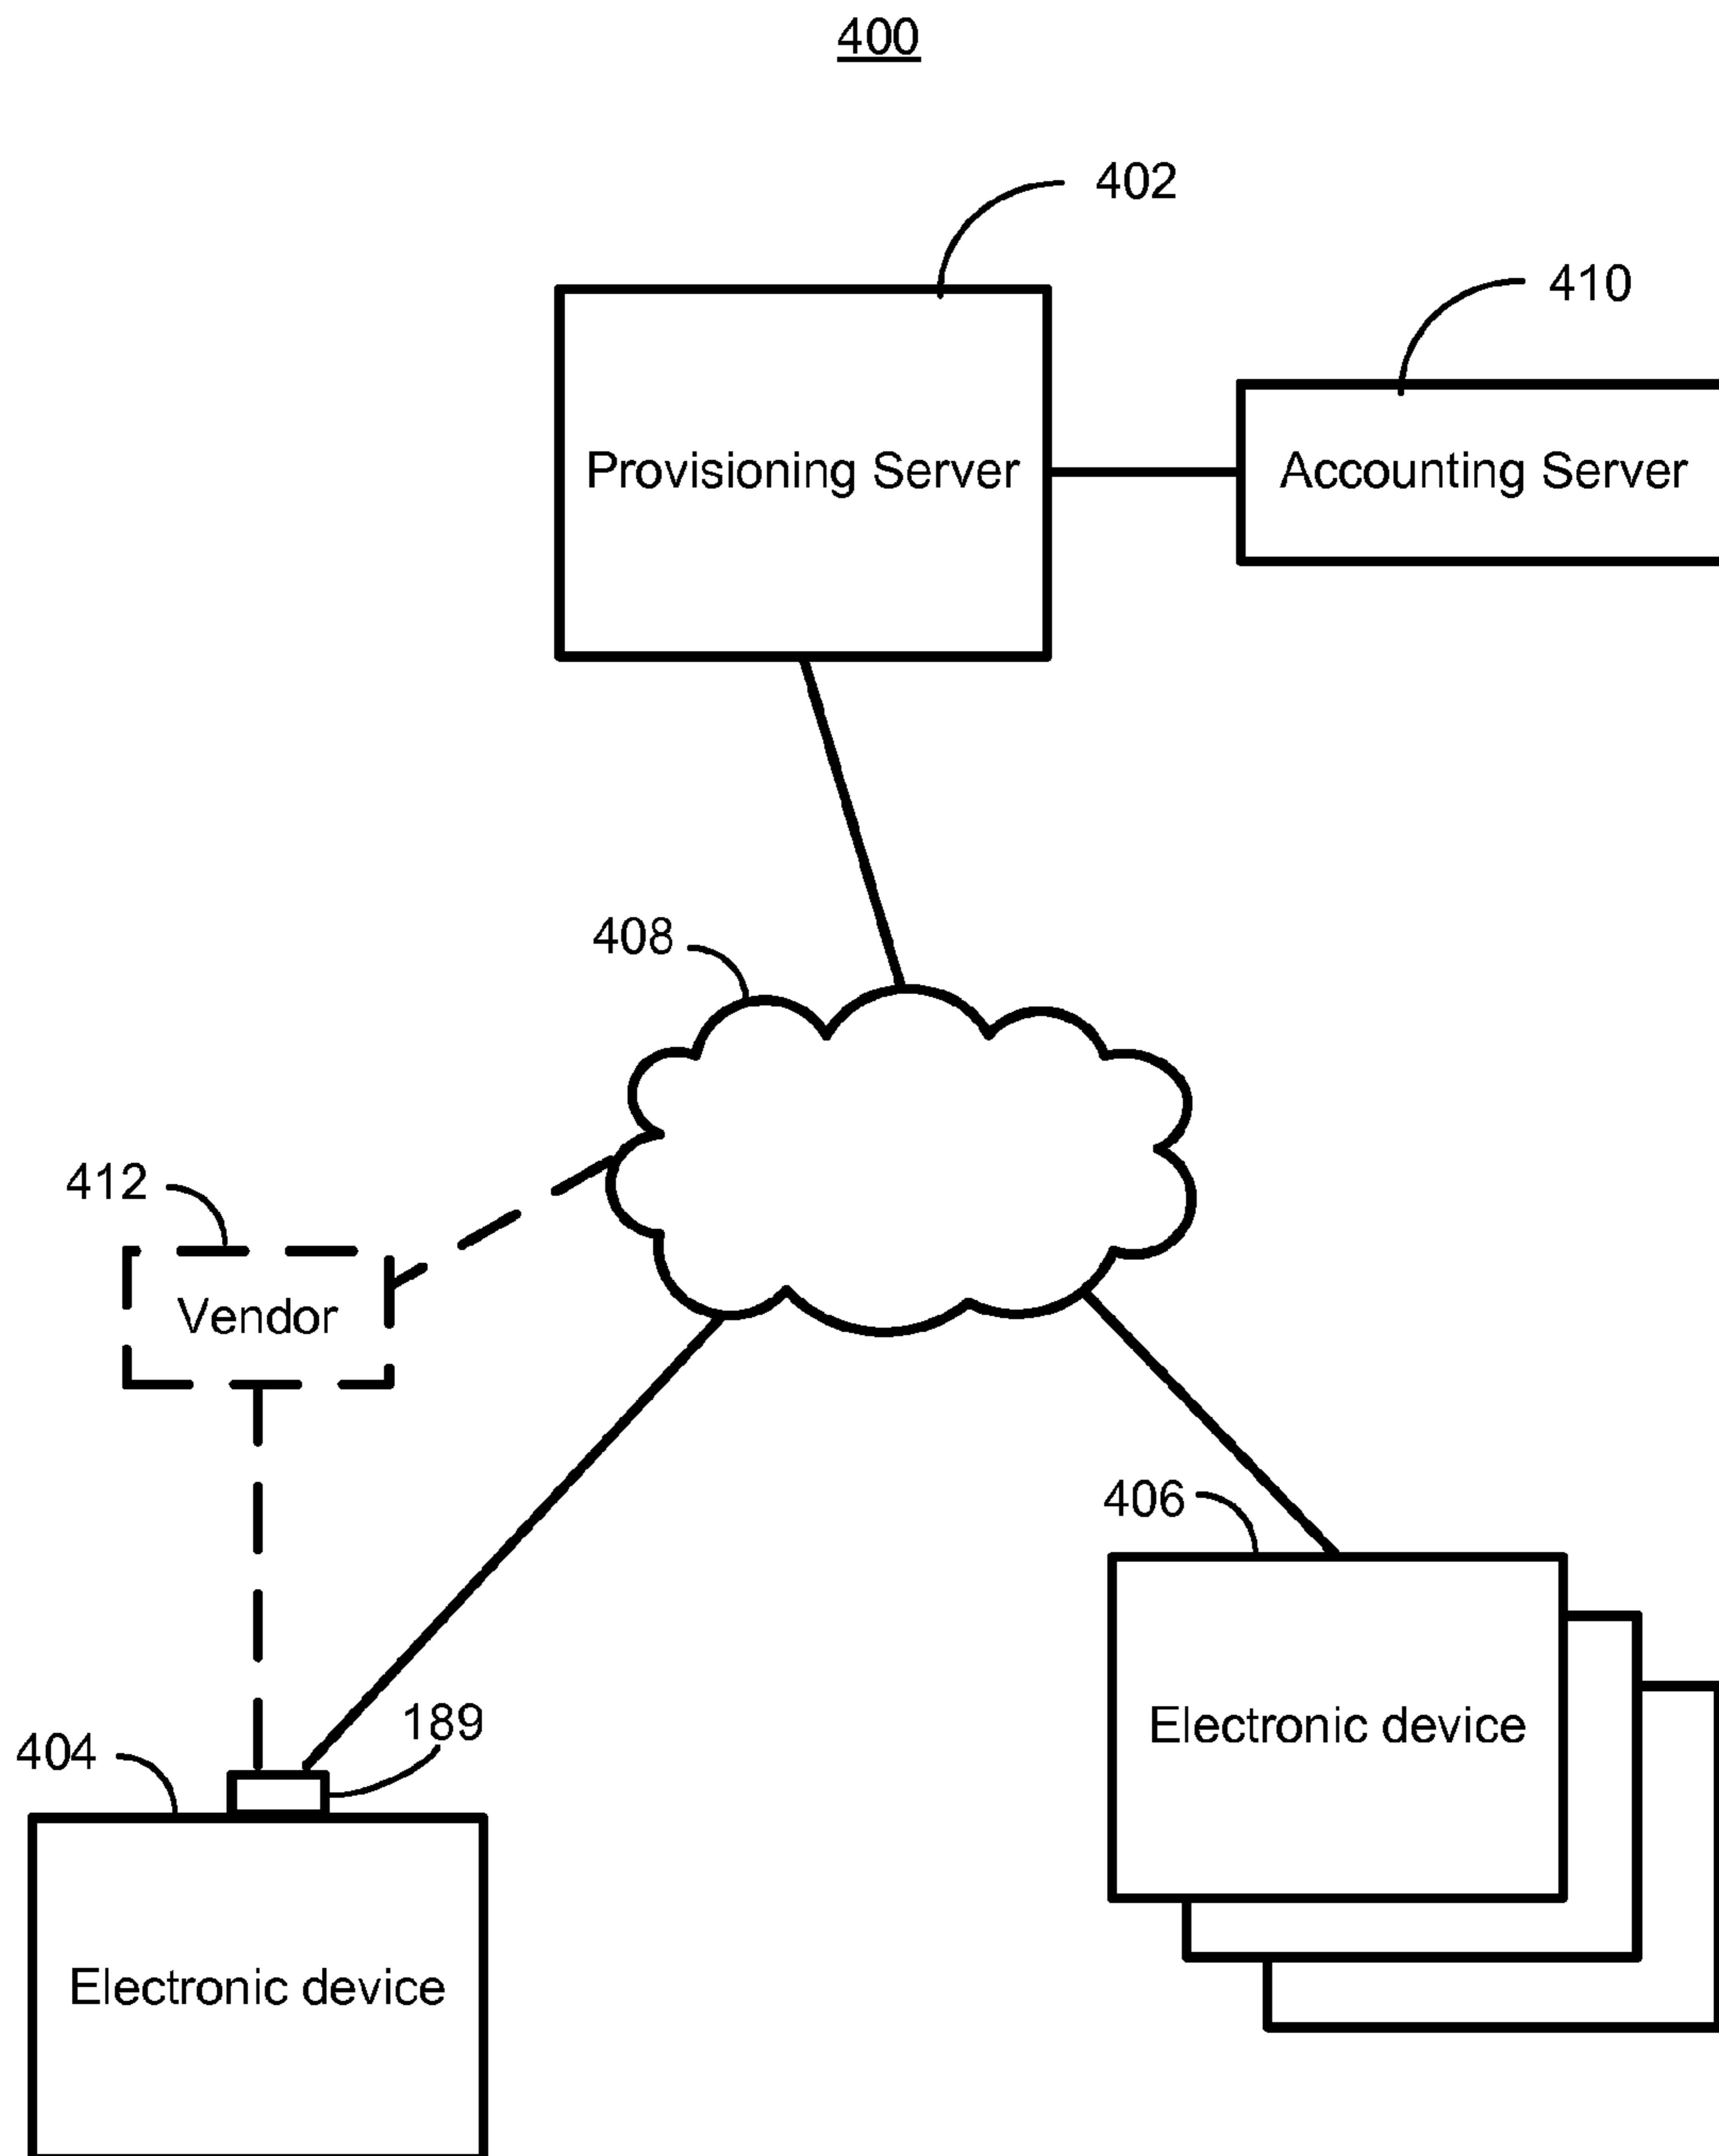 400
402
410
Provisioning Server
Accounting Server
408
412
Vendor
406
189
404
Electronic device
Electronic device